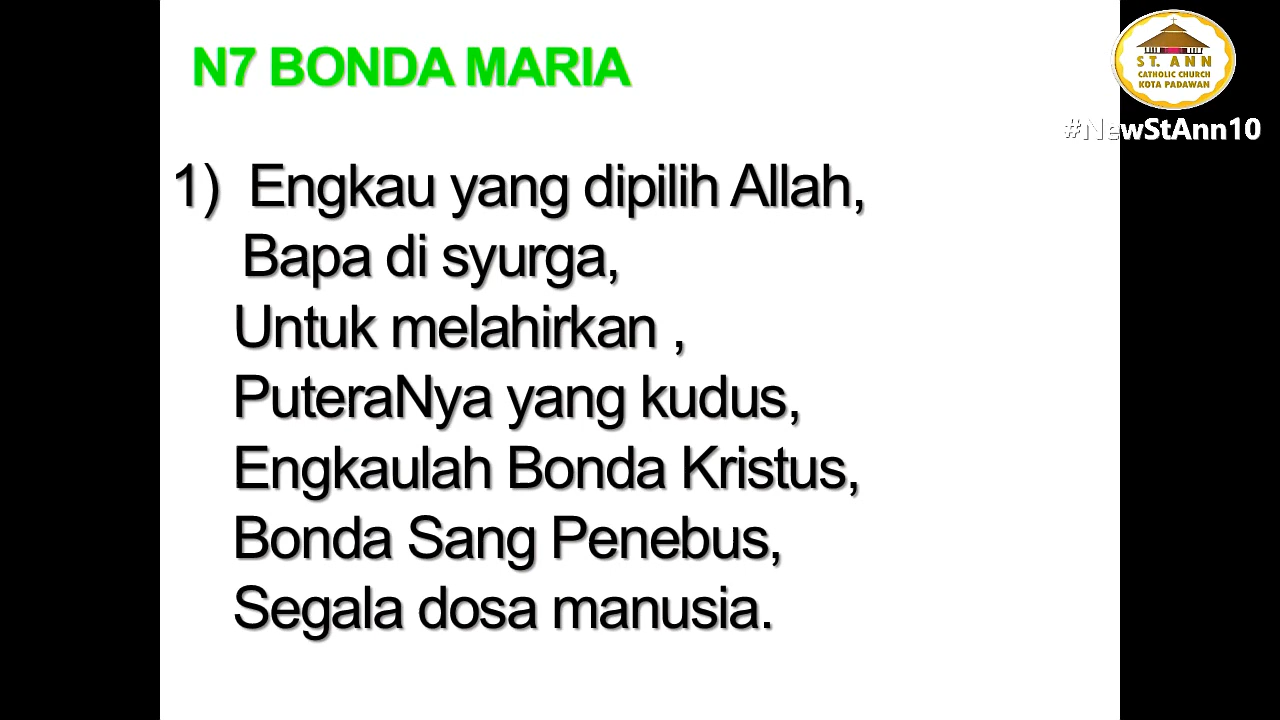 N7 BONDA MARIA
ST. ANN
CATHOLIC CHURCH
KOTA PADAWAN
#NewStAnn10
1) Engkau yang dipilih Allah,
Bapa di syurga,
Untuk melahirkan ,
PuteraNya yang kudus,
Engkaulah Bonda Kristus,
Bonda Sang Penebus,
Segala dosa manusia.